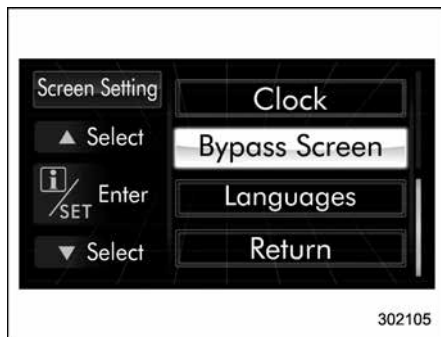 Screen Setting
▲ Select
i/SET Enter
▼ Select
Clock
Bypass Screen
Languages
Return
302105